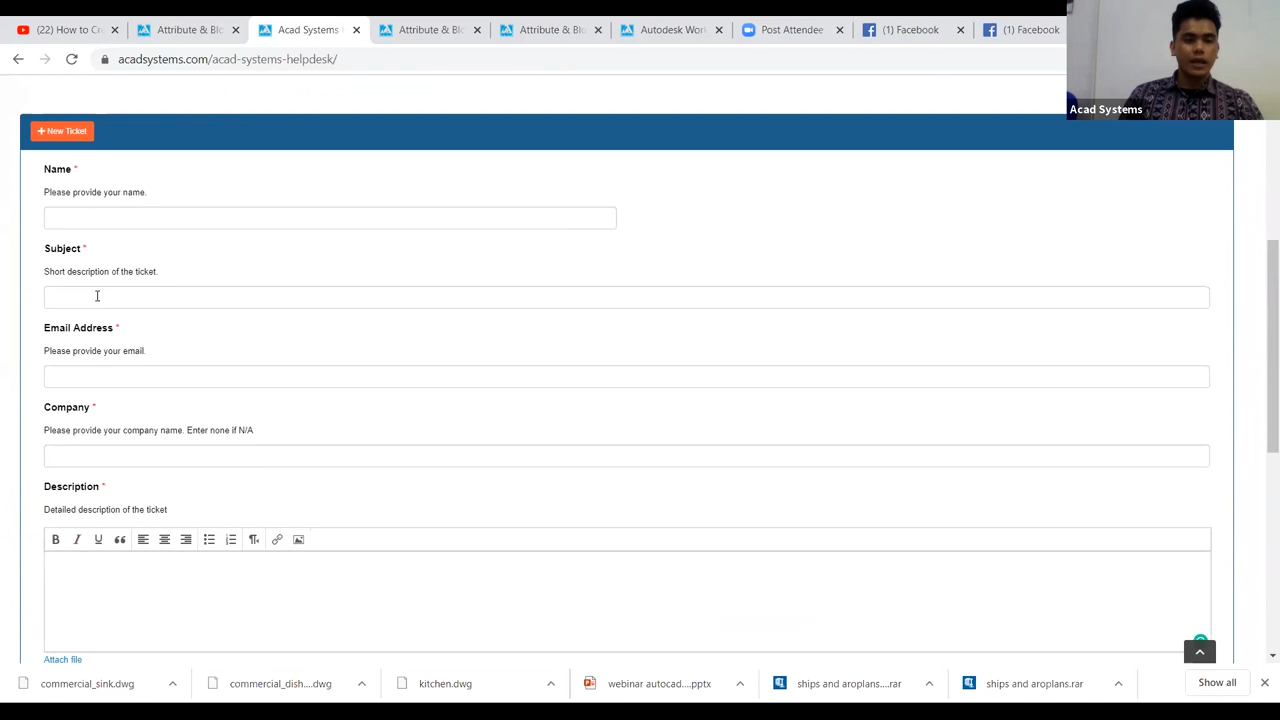 (22) How to Cr
Attribute & Blo
Acad Systems
Attribute & Blo
Attribute & Blo
Autodesk Wor
Post Attendee
(1) Facebook
(1) Facebook
acadsystems.com/acad-systems-helpdesk/
Acad Systems
+ New Ticket
Name *
Please provide your name.
Subject *
Short description of the ticket.
Email Address *
Please provide your email.
Company *
Please provide your company name. Enter none if N/A
Description *
Detailed description of the ticket
B I U
Attach file
commercial_sink.dwg
commercial_dish....dwg
kitchen.dwg
webinar autocad....pptx
ships and aroplans....rar
ships and aroplans.rar
Show all